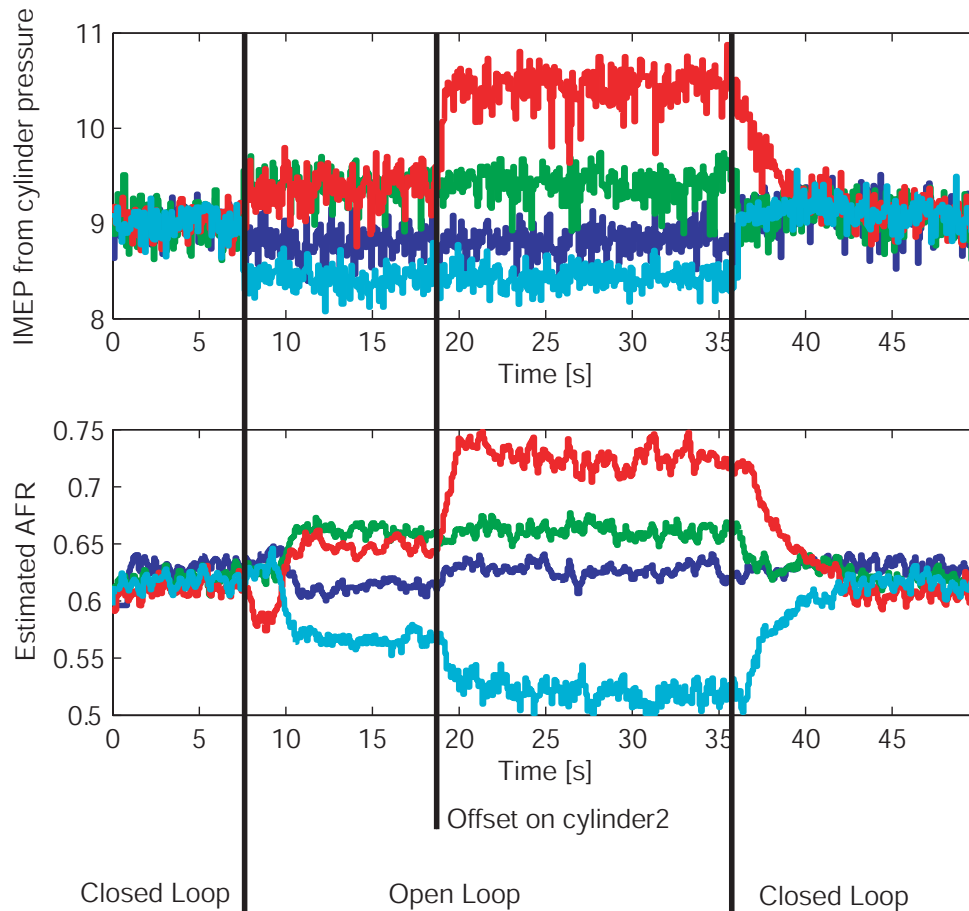 IMEP from cylinder pressure
11
10
9
8
0 5 10 15 20 25 30 35 40 45
Time [s]
Estimated AFR
0.75
0.7
0.65
0.6
0.55
0.5
0 5 10 15 20 25 30 35 40 45
Time [s]
Offset on cylinder2
Closed Loop Open Loop Closed Loop